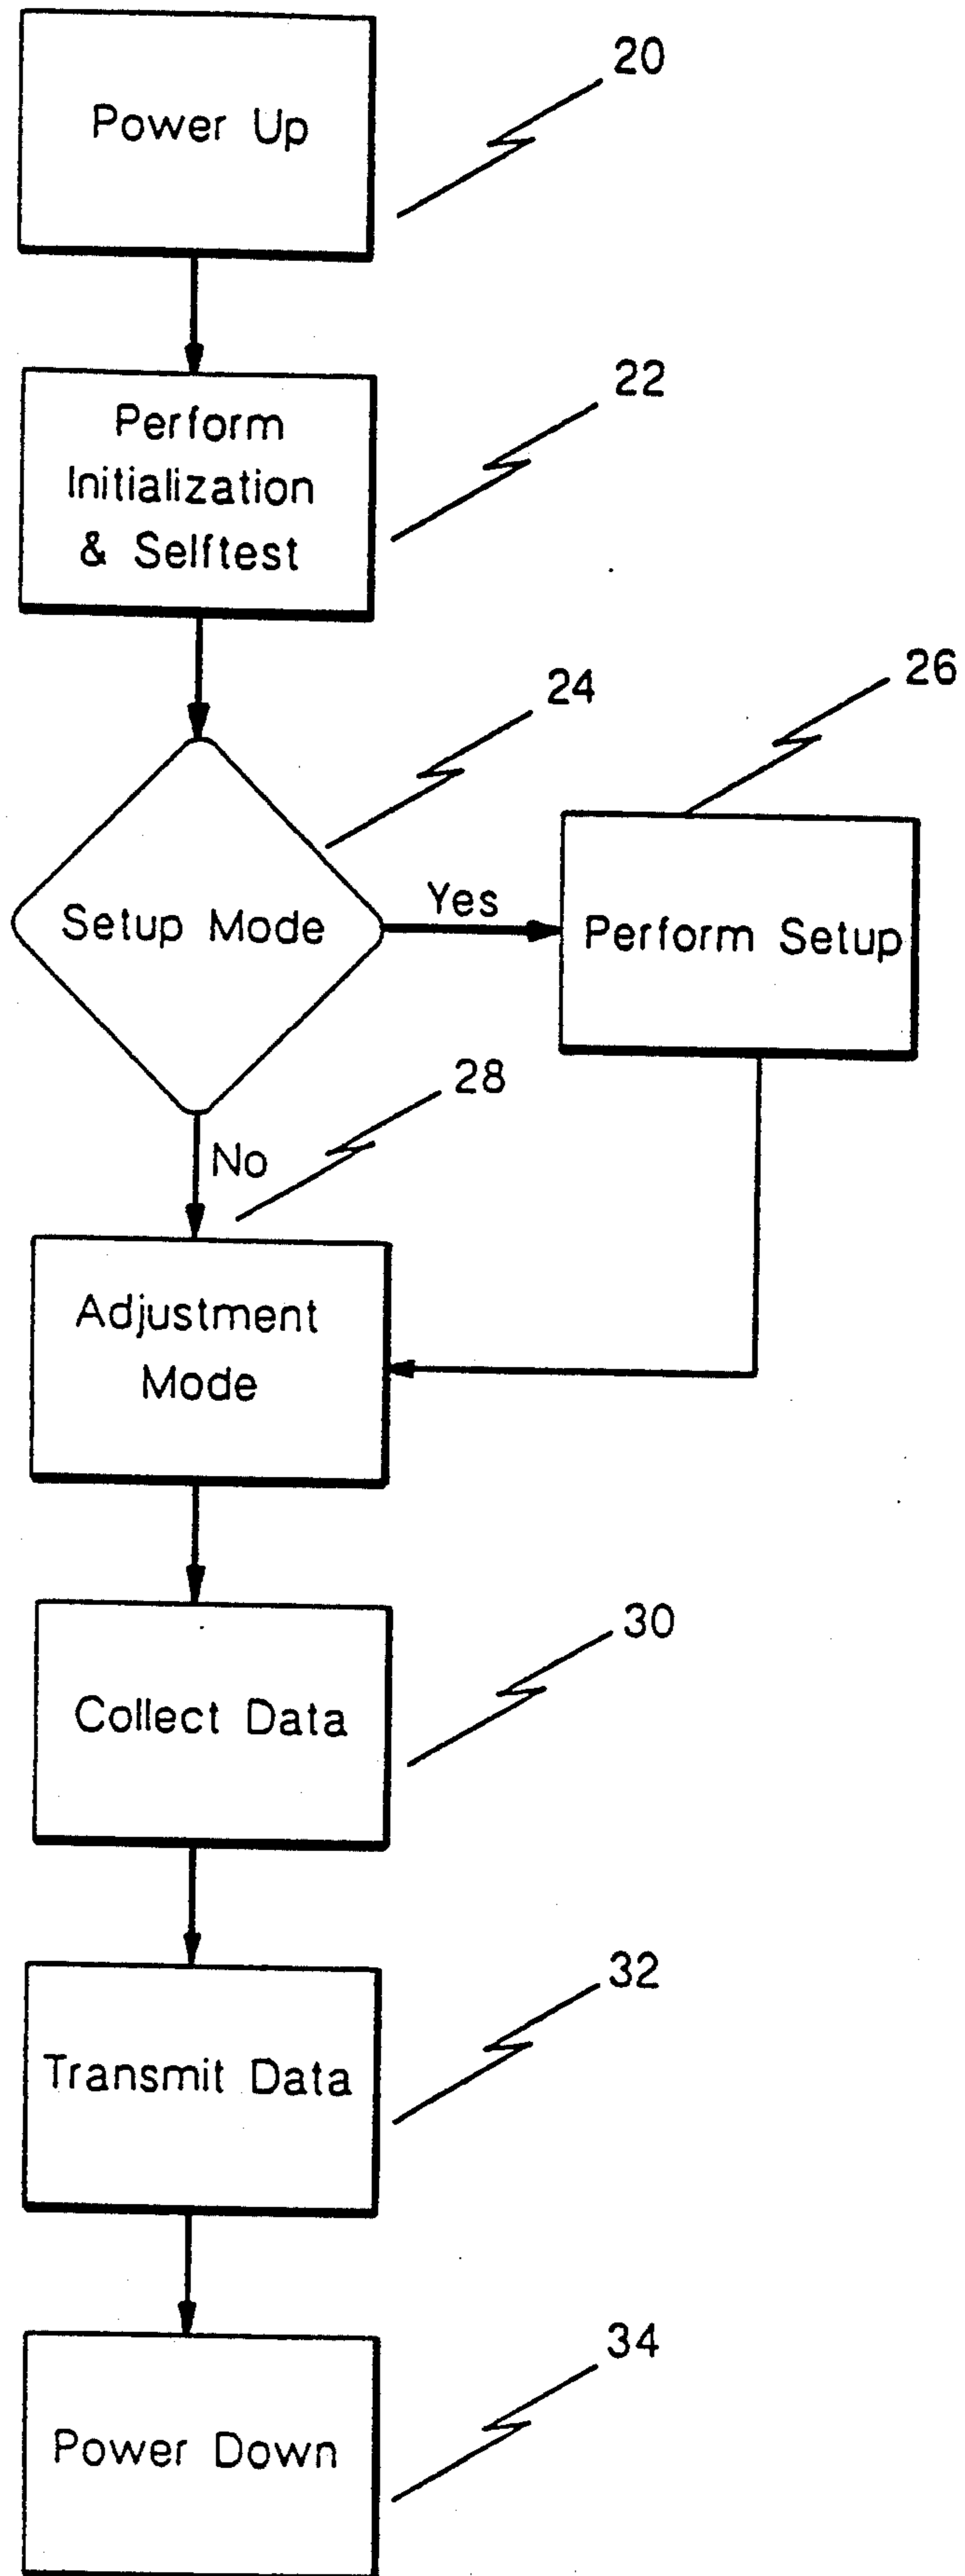 Power Up
20
Perform
Initialization
& Selftest
22
24
26
Setup Mode
Yes
Perform Setup
No
28
Adjustment
Mode
Collect Data
30
Transmit Data
32
Power Down
34